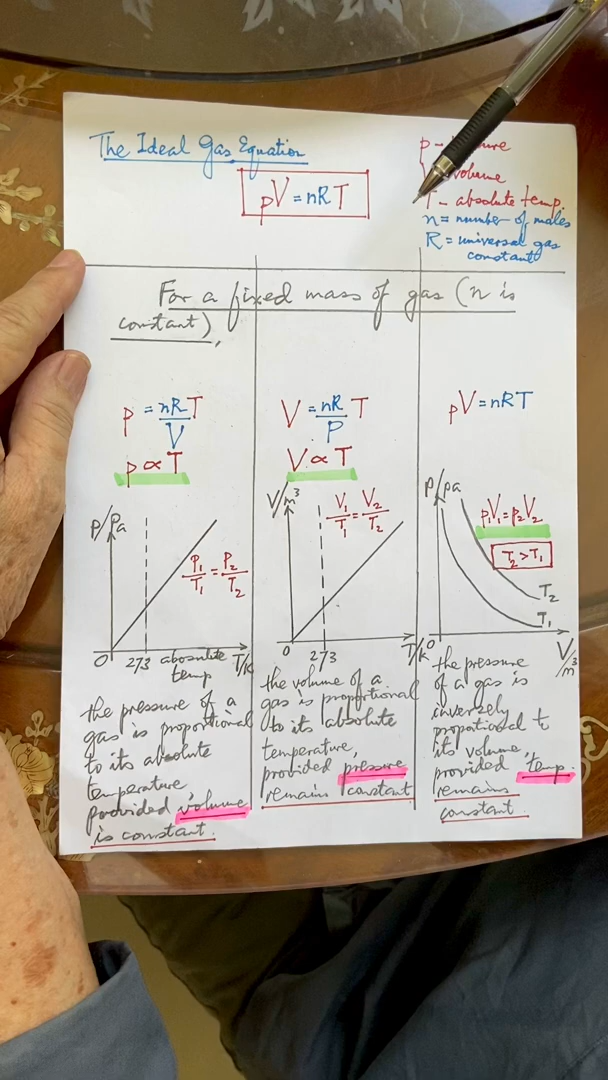 The Ideal Gas Equation
pV = nRT
T - absolute temp.
n = number of moles
R = universal gas
constant
For a fixed mass of gas (n is
constant),
p = nR/V T
p ∝ T
P/Pa
P₁/T₁ = P₂/T₂
0
273
absolute
temp
T/K
the pressure of a
gas is proportional
to its absolute
temperature,
provided volume
is constant.
V = nR/P T
V ∝ T
V/m³
V₁/T₁ = V₂/T₂
0
273
T/K
the volume of a
gas is proportional
to its absolute
temperature,
provided pressure
remains constant
pV = nRT
P/Pa
p₁V₁ = p₂V₂
T₂ > T₁
T₂
T₁
0
V/m³
the pressure
of a gas is
inversely
propotional to
its volume,
provided temp.
remains
constant